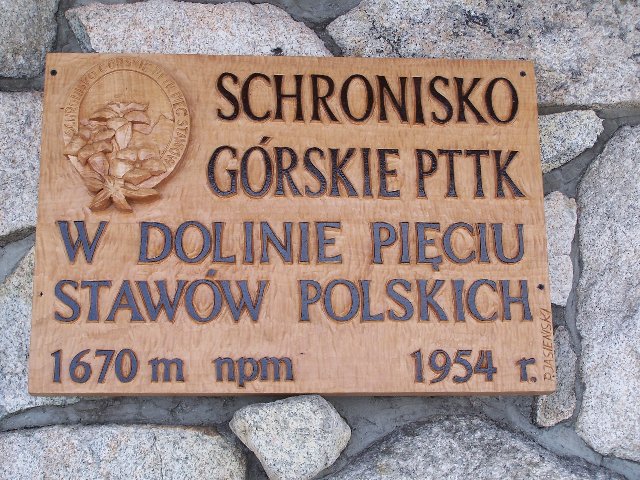 SCHRONISKO
GÓRSKIE PTTK
W DOLINIE PIĘCIU
STAWÓW POLSKICH
1670 m npm 1954 r.